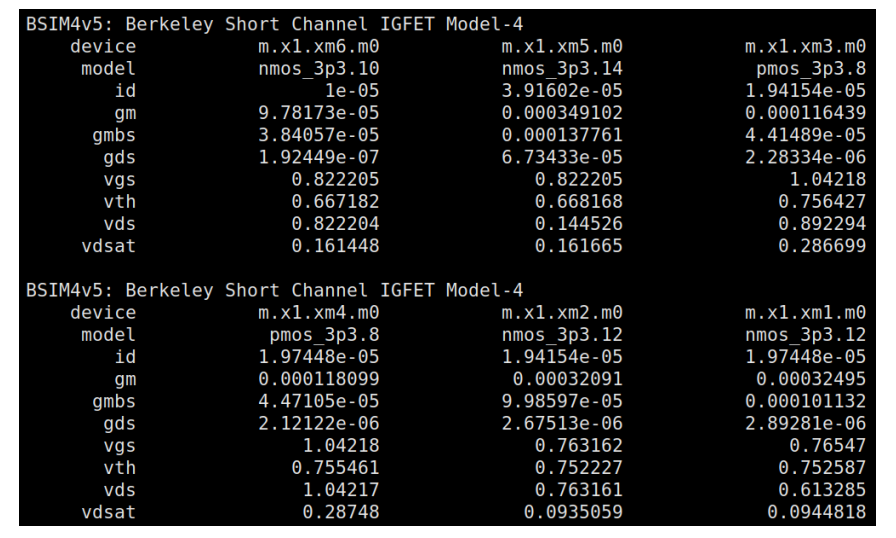 BSIM4v5: Berkeley Short Channel IGFET Model-4
device m.x1.xm6.m0 m.x1.xm5.m0 m.x1.xm3.m0
model nmos_3p3.10 nmos_3p3.14 pmos_3p3.8
id 1e-05 3.91602e-05 1.94154e-05
gm 9.78173e-05 0.000349102 0.000116439
gmbs 3.84057e-05 0.000137761 4.41489e-05
gds 1.92449e-07 6.73433e-05 2.28334e-06
vgs 0.822205 0.822205 1.04218
vth 0.667182 0.668168 0.756427
vds 0.822204 0.144526 0.892294
vdsat 0.161448 0.161665 0.286699
BSIM4v5: Berkeley Short Channel IGFET Model-4
device m.x1.xm4.m0 m.x1.xm2.m0 m.x1.xm1.m0
model pmos_3p3.8 nmos_3p3.12 nmos_3p3.12
id 1.97448e-05 1.94154e-05 1.97448e-05
gm 0.000118099 0.00032091 0.00032495
gmbs 4.47105e-05 9.98597e-05 0.000101132
gds 2.12122e-06 2.67513e-06 2.89281e-06
vgs 1.04218 0.763162 0.76547
vth 0.755461 0.752227 0.752587
vds 1.04217 0.763161 0.613285
vdsat 0.28748 0.0935059 0.0944818